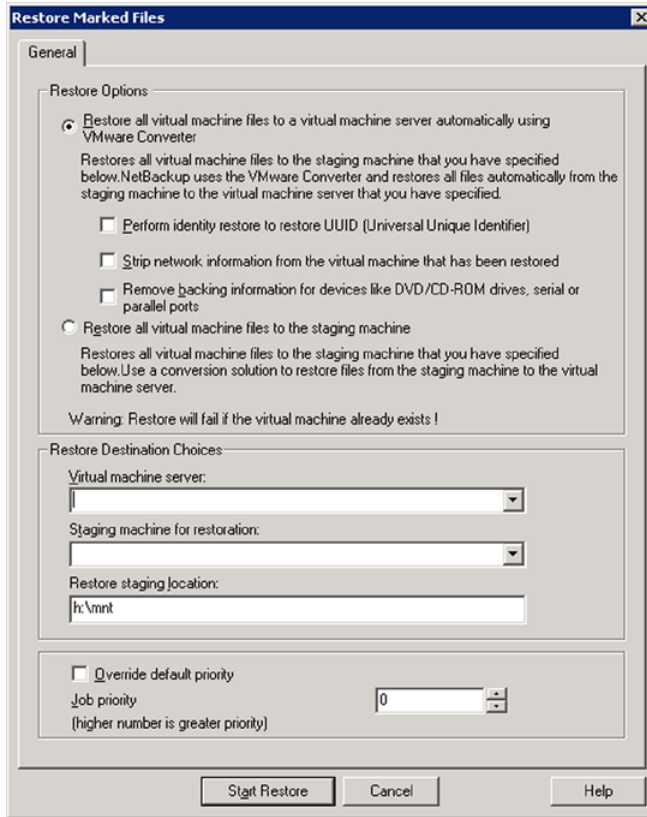 Restore Marked Files
General
Restore Options
Restore all virtual machine files to a virtual machine server automatically using
VMware Converter
Restores all virtual machine files to the staging machine that you have specified
below.NetBackup uses the VMware Converter and restores all files automatically from the
staging machine to the virtual machine server that you have specified.
Perform identity restore to restore UUID (Universal Unique Identifier)
Strip network information from the virtual machine that has been restored
Remove backing information for devices like DVD/CD-ROM drives, serial or
parallel ports
Restore all virtual machine files to the staging machine
Restores all virtual machine files to the staging machine that you have specified
below.Use a conversion solution to restore files from the staging machine to the virtual
machine server.
Warning: Restore will fail if the virtual machine already exists !
Restore Destination Choices
Virtual machine server:
Staging machine for restoration:
Restore staging location:
h:\mnt
Override default priority
Job priority
0
(higher number is greater priority)
Start Restore
Cancel
Help